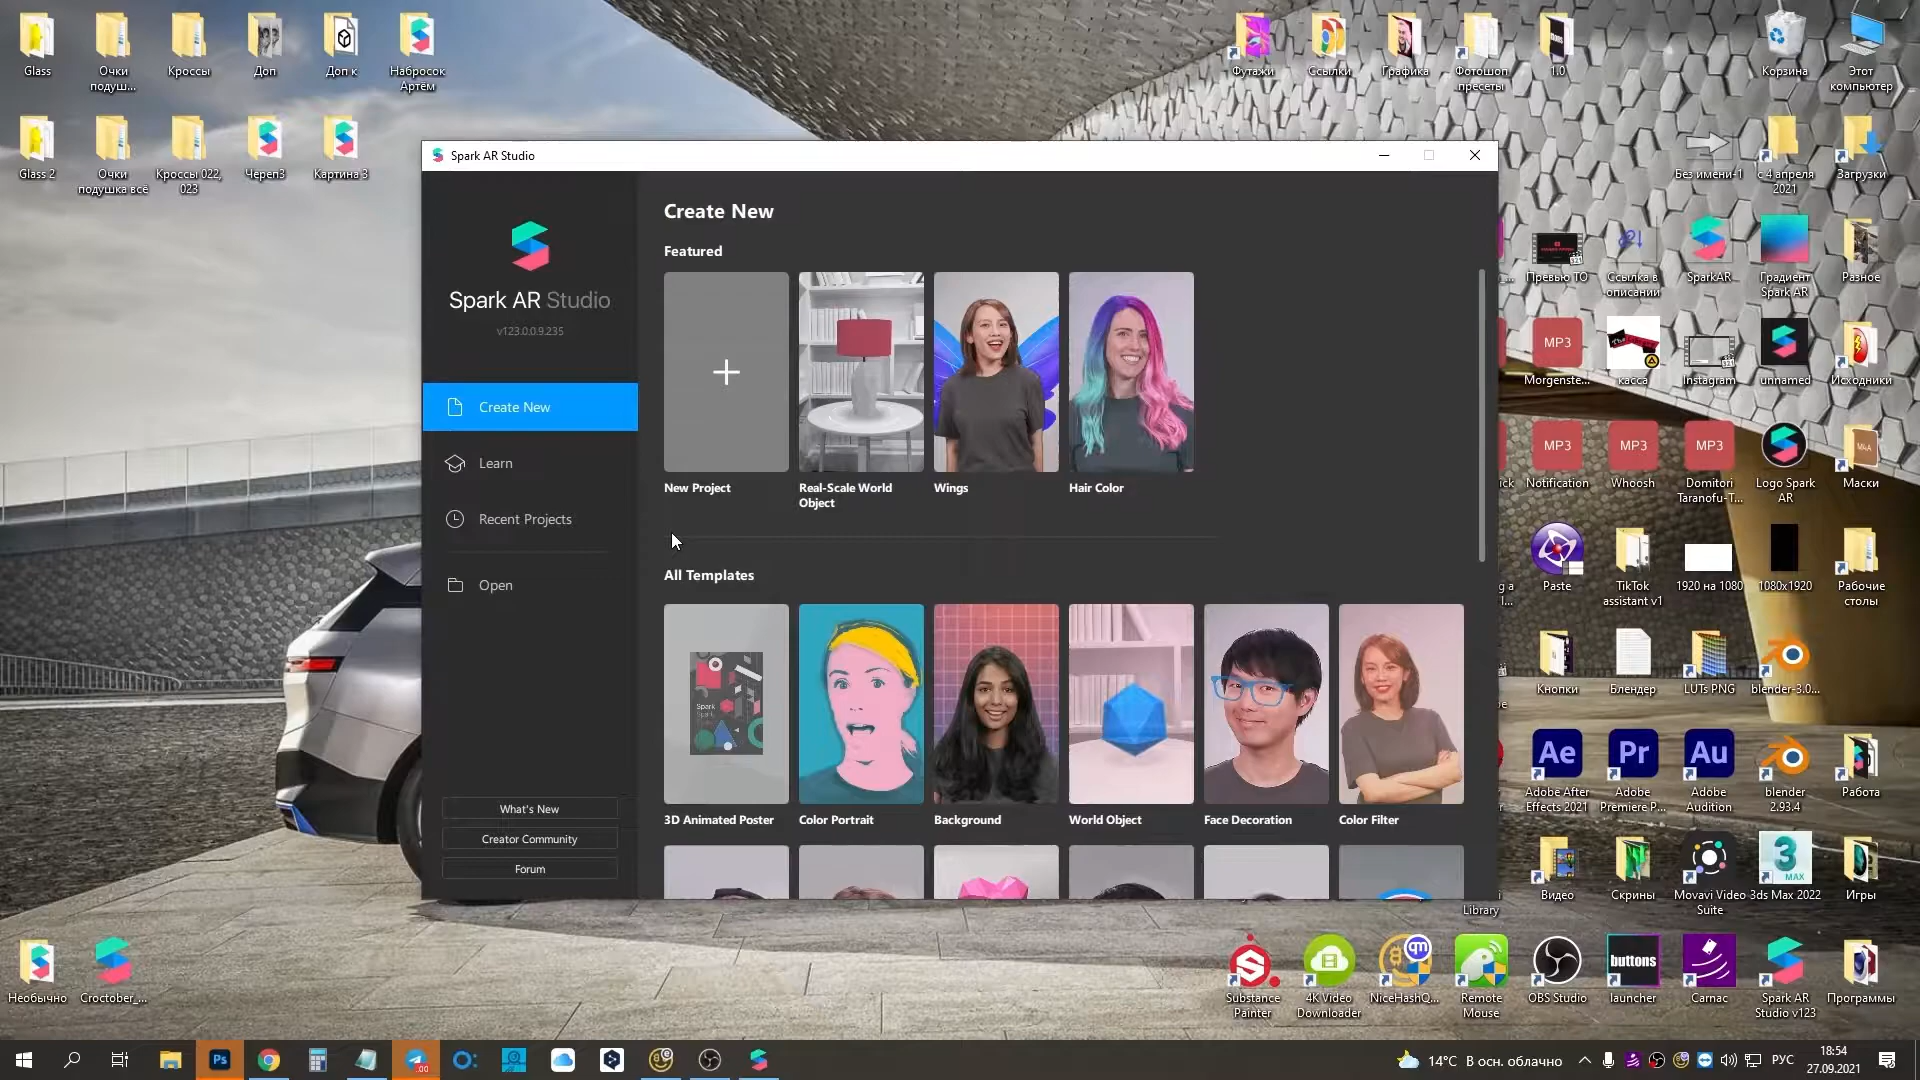 Glass
Очки
подуш...
Кроссы
Доп
Доп к
Набросок
Артем
Футажи
Ссылки
Графика
Фотошоп
пресеты
1.0
Корзина
Этот
компьютер
Glass 2
Очки
подушка всё
Кроссы 022,
023
Череп3
Картина 3
Без имени-1
с 4 апреля
2021
Загрузки
Spark AR Studio
Create New
Featured
Spark AR Studio
v123.0.0.9.235
Create New
Learn
Recent Projects
Open
What's New
Creator Community
Forum
New Project
Real-Scale World
Object
Wings
Hair Color
All Templates
Spark
3D Animated Poster
Color Portrait
Background
World Object
Face Decoration
Color Filter
Превью ТО
Ссылка в
описании
SparkAR
Градиент
Spark AR
Разное
MP3
Morgenste...
касса
Instagram
unnamed
Исходники
MP3
Notification
MP3
Whoosh
MP3
Domitori
Taranofu-T...
Logo Spark
AR
Маски
Paste
TikTok
assistant v1
1920 на 1080
1080x1920
Рабочие
столы
Кнопки
Блендер
LUTs PNG
blender-3.0...
Ae
Adobe After
Effects 2021
Pr
Adobe
Premiere P...
Au
Adobe
Audition
blender
2.93.4
Работа
Видео
Скрины
Movavi Video
Suite
3
MAX
3ds Max 2022
Игры
Library
Необычно
Croctober_...
Substance
Painter
4K Video
Downloader
qm
NiceHashQ...
Remote
Mouse
OBS Studio
buttons
launcher
Carnac
Spark AR
Studio v123
Программы
Ps
.00
14°C В осн. облачно
РУС
18:54
27.09.2021